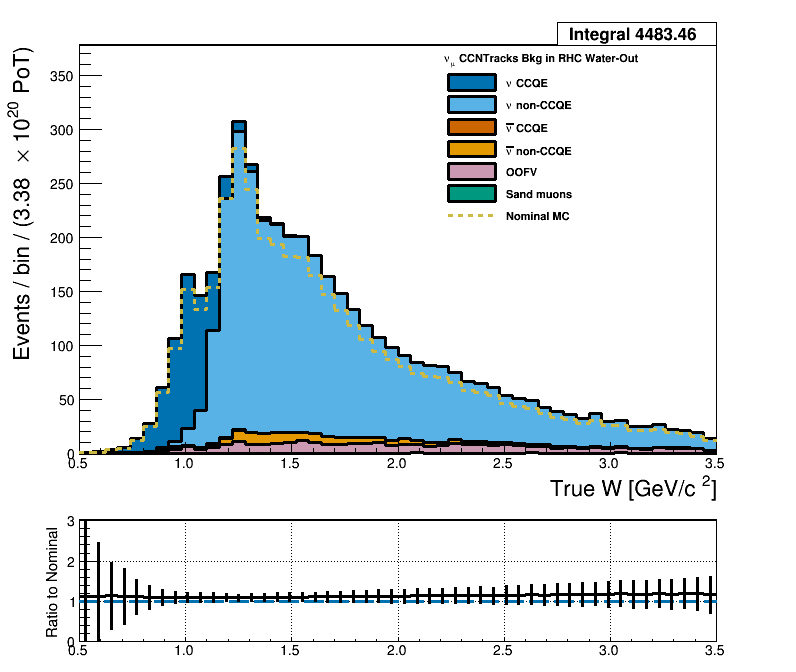 Integral 4483.46
ν_μ CCNTracks Bkg in RHC Water-Out
ν CCQE
ν non-CCQE
ν̅ CCQE
ν̅ non-CCQE
OOFV
Sand muons
Nominal MC
Events / bin / (3.38 × 10^20 PoT)
350
300
250
200
150
100
50
0
0.5 1.0 1.5 2.0 2.5 3.0 3.5
True W [GeV/c ^2]
Ratio to Nominal
3
2
1
0
0.5 1.0 1.5 2.0 2.5 3.0 3.5